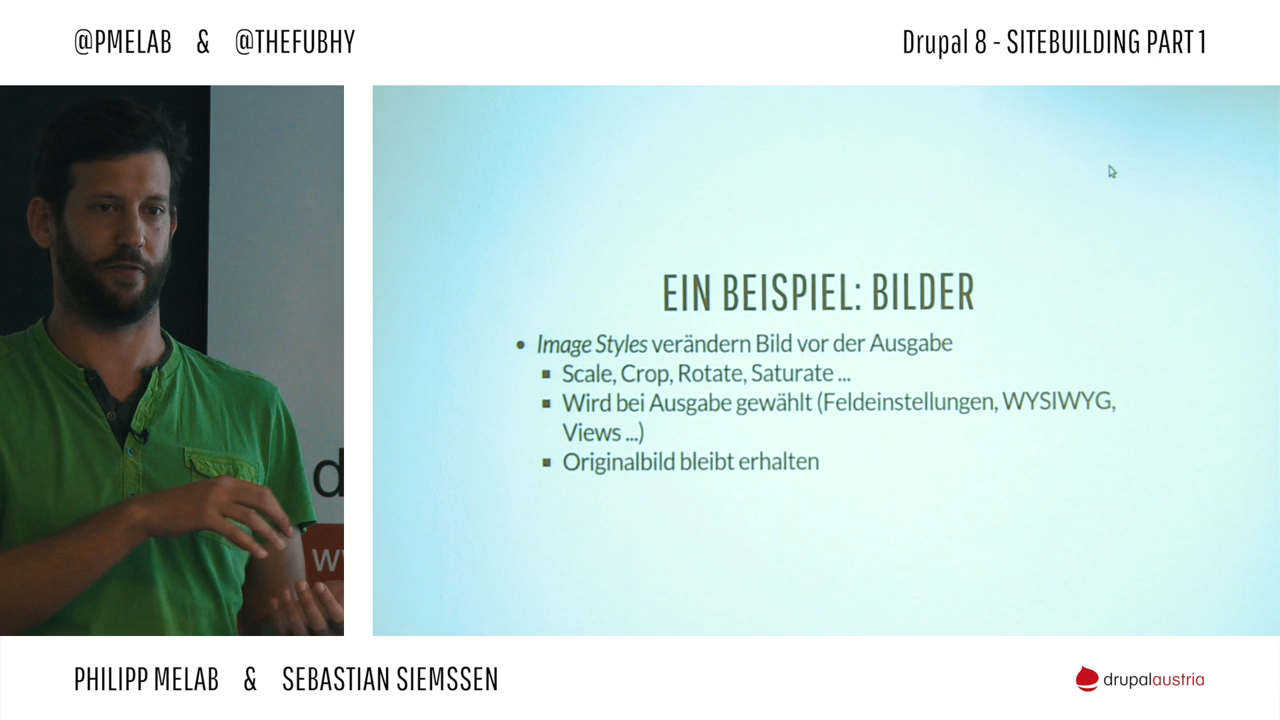 @PMELAB & @THEFUBHY
Drupal 8 - SITEBUILDING PART 1
EIN BEISPIEL: BILDER
• Image Styles verändern Bild vor der Ausgabe
▪ Scale, Crop, Rotate, Saturate ...
▪ Wird bei Ausgabe gewählt (Feldeinstellungen, WYSIWYG,
Views ...)
▪ Originalbild bleibt erhalten
PHILIPP MELAB & SEBASTIAN SIEMSSEN
drupalaustria